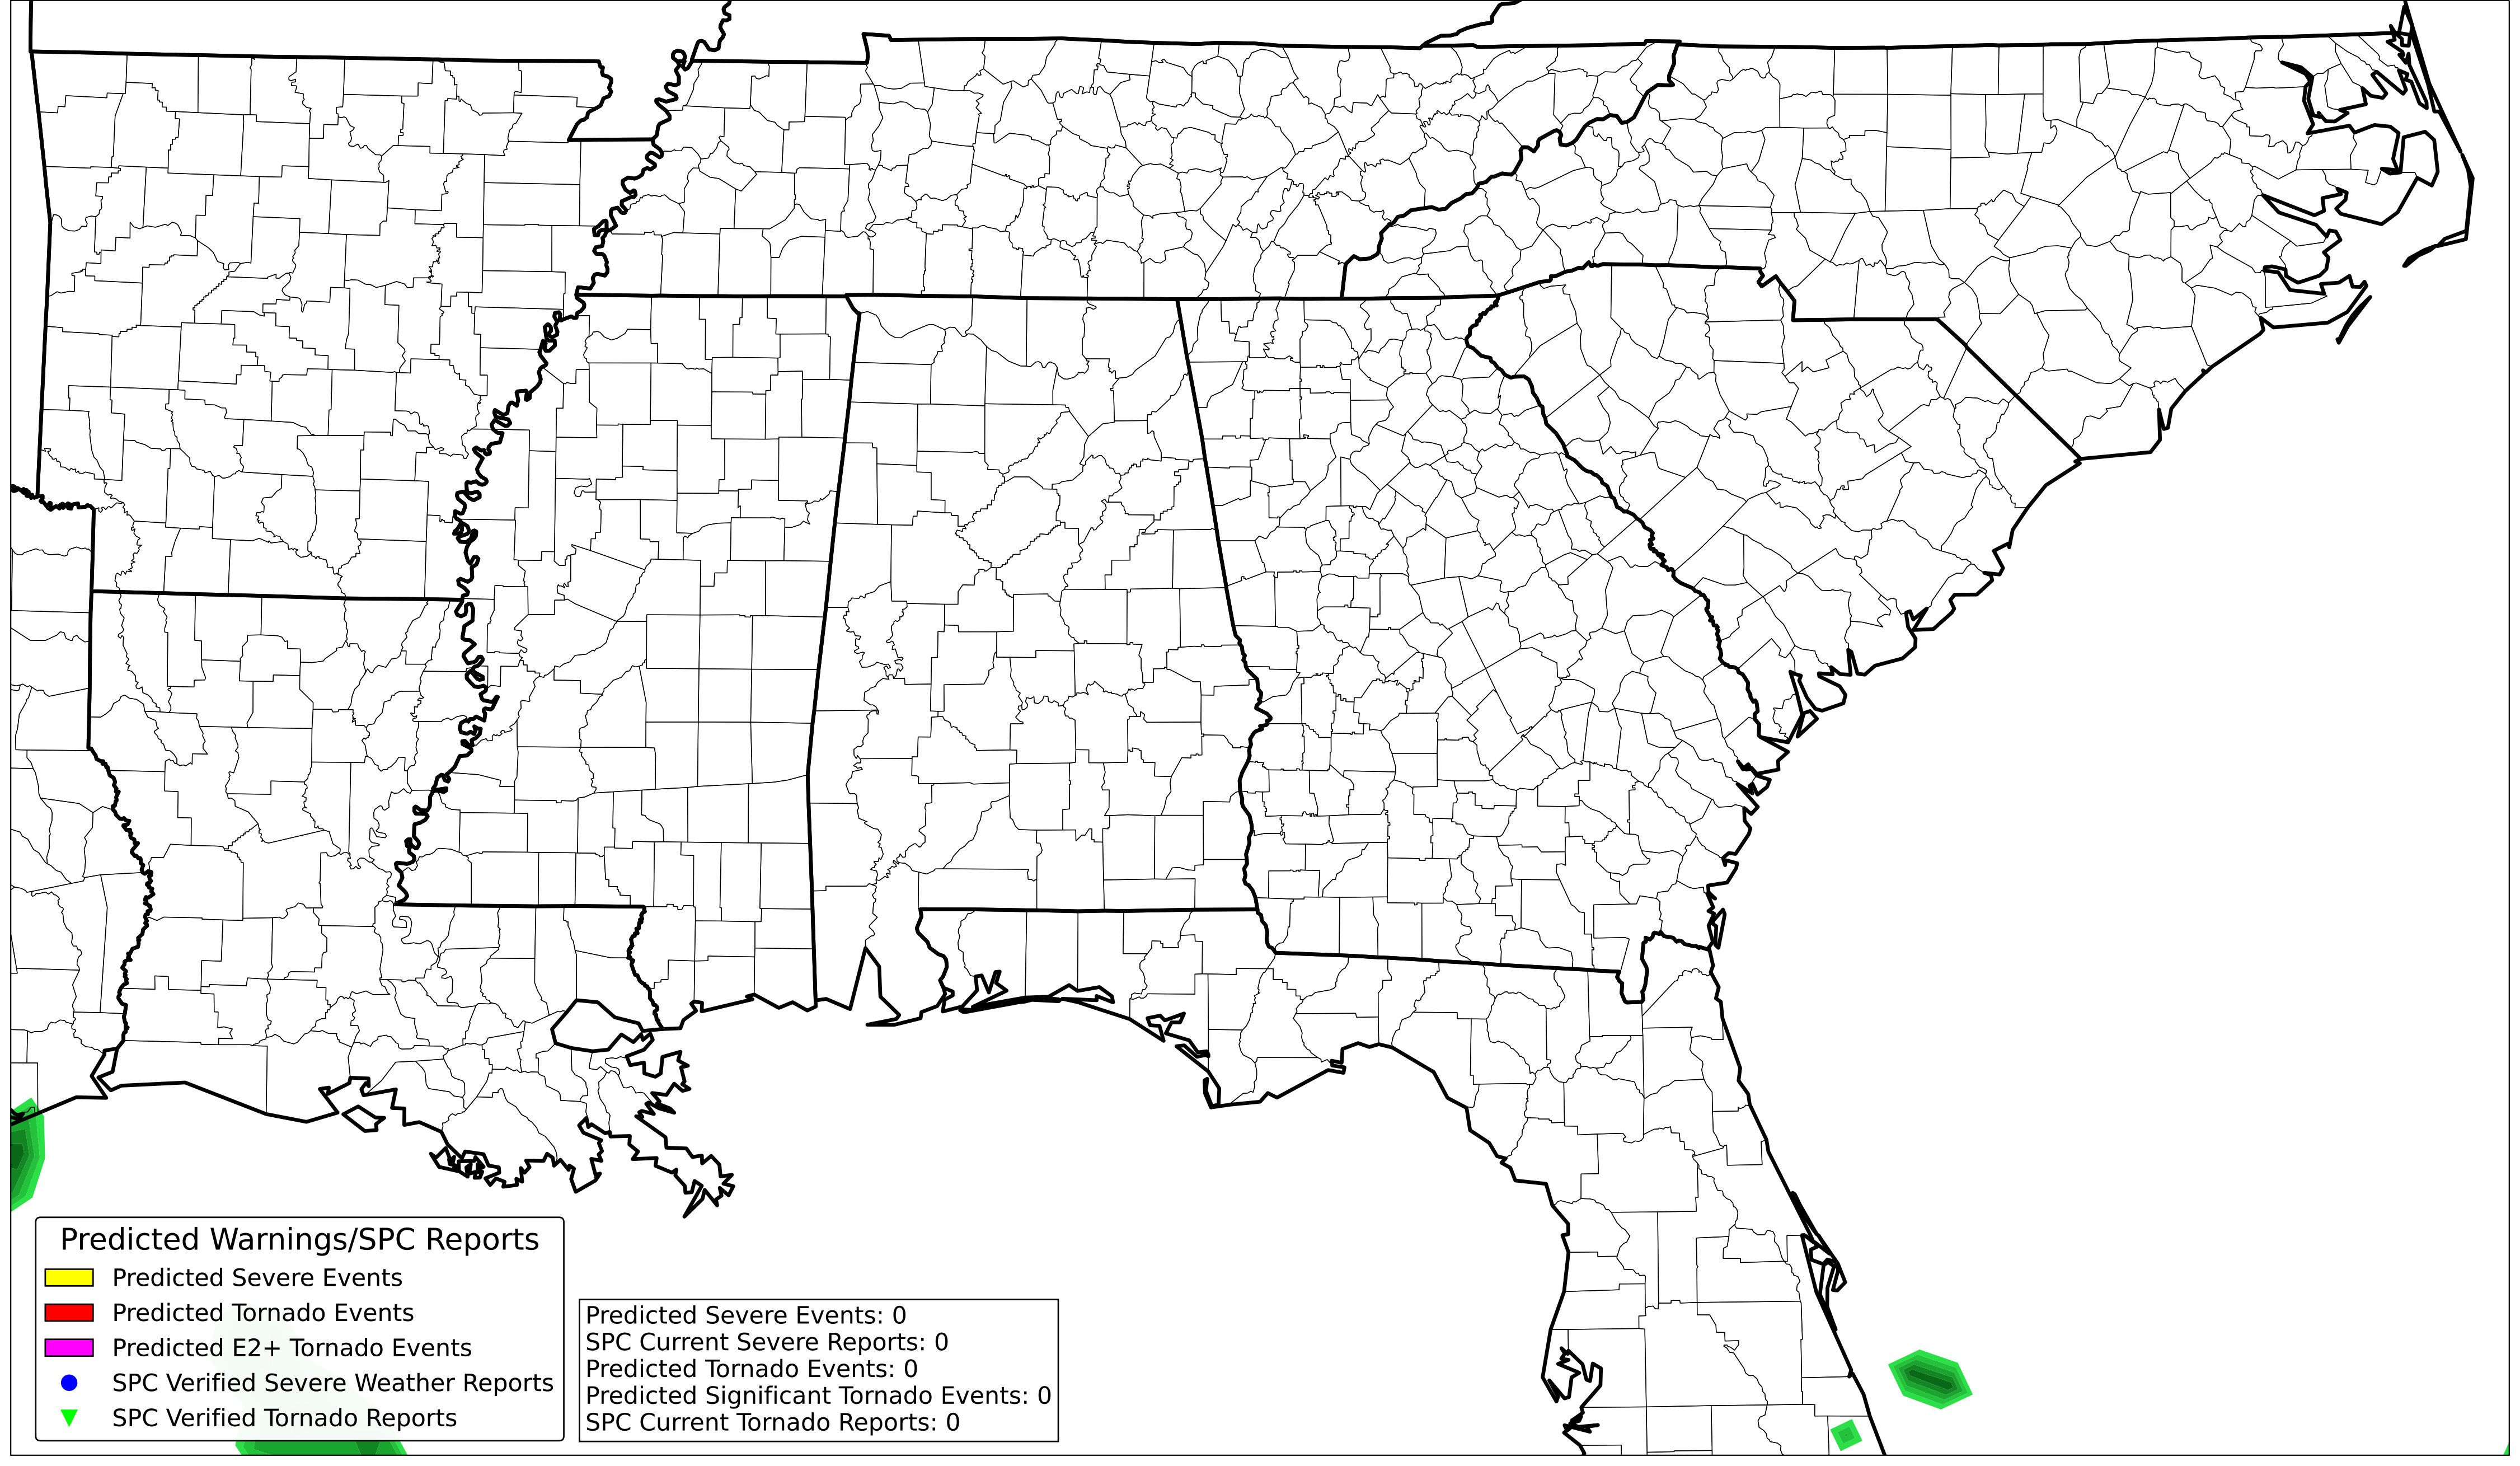 Predicted Warnings/SPC Reports
Predicted Severe Events
Predicted Tornado Events
Predicted E2+ Tornado Events
SPC Verified Severe Weather Reports
SPC Verified Tornado Reports
Predicted Severe Events: 0
SPC Current Severe Reports: 0
Predicted Tornado Events: 0
Predicted Significant Tornado Events: 0
SPC Current Tornado Reports: 0